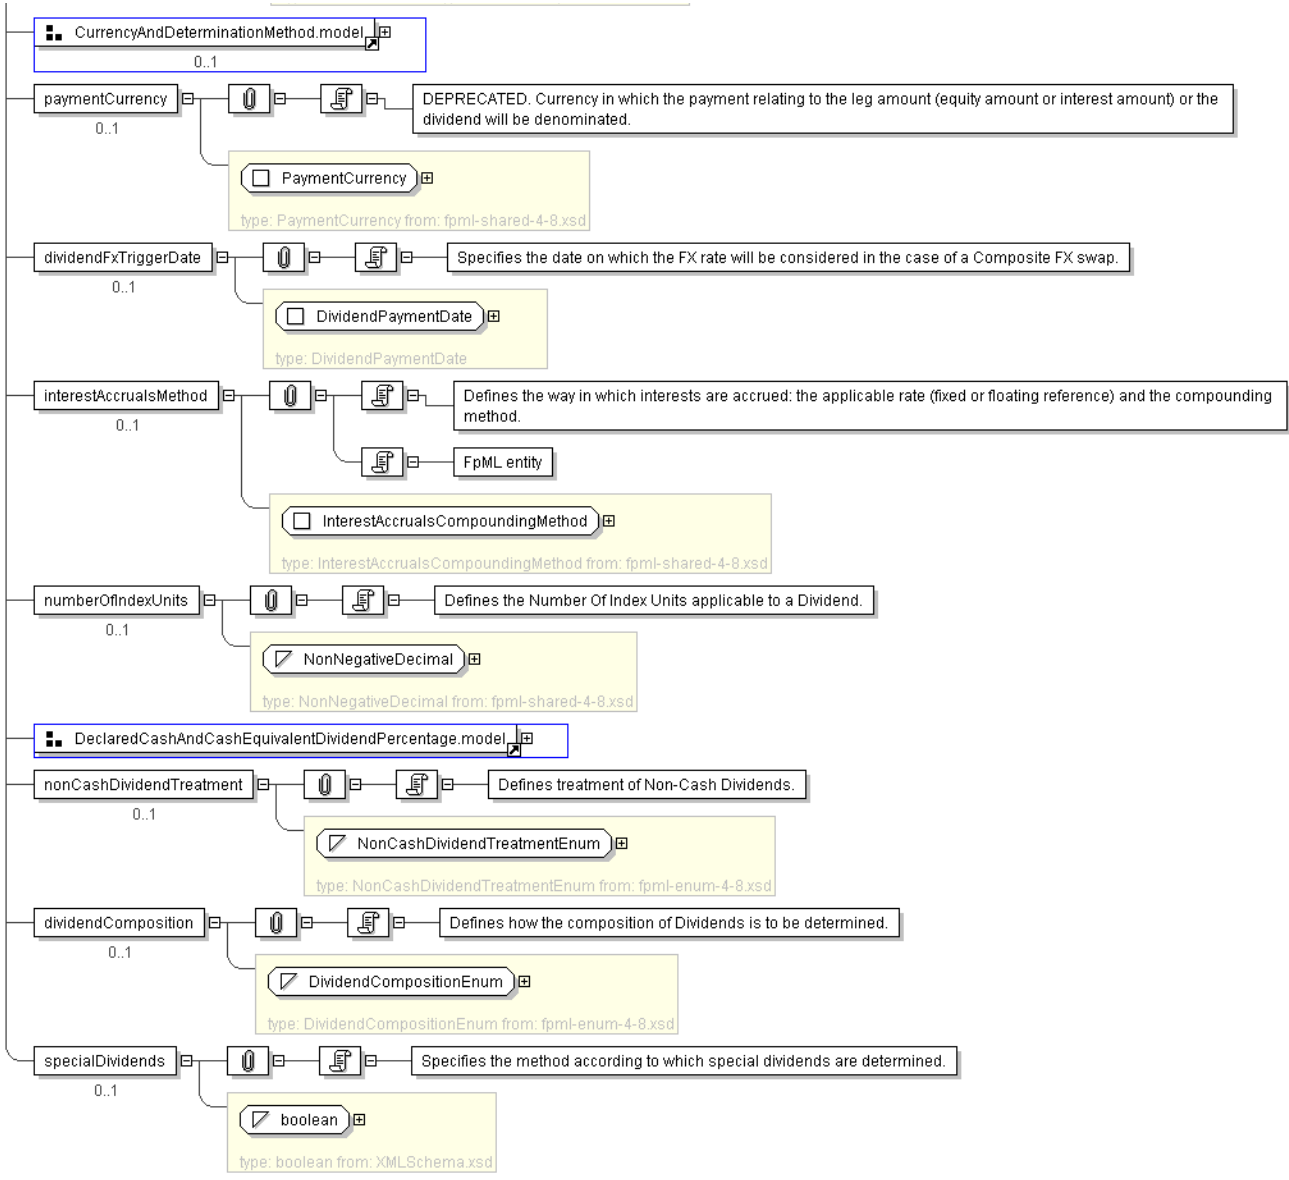 CurrencyAndDeterminationMethod.model
0..1
paymentCurrency
DEPRECATED. Currency in which the payment relating to the leg amount (equity amount or interest amount) or the
dividend will be denominated.
0..1
PaymentCurrency
type: PaymentCurrency from: fpml-shared-4-8.xsd
dividendFxTriggerDate
Specifies the date on which the FX rate will be considered in the case of a Composite FX swap.
0..1
DividendPaymentDate
type: DividendPaymentDate
interestAccrualsMethod
Defines the way in which interests are accrued: the applicable rate (fixed or floating reference) and the compounding
method.
0..1
FpML entity
InterestAccrualsCompoundingMethod
type: InterestAccrualsCompoundingMethod from: fpml-shared-4-8.xsd
numberOfIndexUnits
Defines the Number Of Index Units applicable to a Dividend.
0..1
NonNegativeDecimal
type: NonNegativeDecimal from: fpml-shared-4-8.xsd
DeclaredCashAndCashEquivalentDividendPercentage.model
nonCashDividendTreatment
Defines treatment of Non-Cash Dividends.
0..1
NonCashDividendTreatmentEnum
type: NonCashDividendTreatmentEnum from: fpml-enum-4-8.xsd
dividendComposition
Defines how the composition of Dividends is to be determined.
0..1
DividendCompositionEnum
type: DividendCompositionEnum from: fpml-enum-4-8.xsd
specialDividends
Specifies the method according to which special dividends are determined.
0..1
boolean
type: boolean from: XMLSchema.xsd